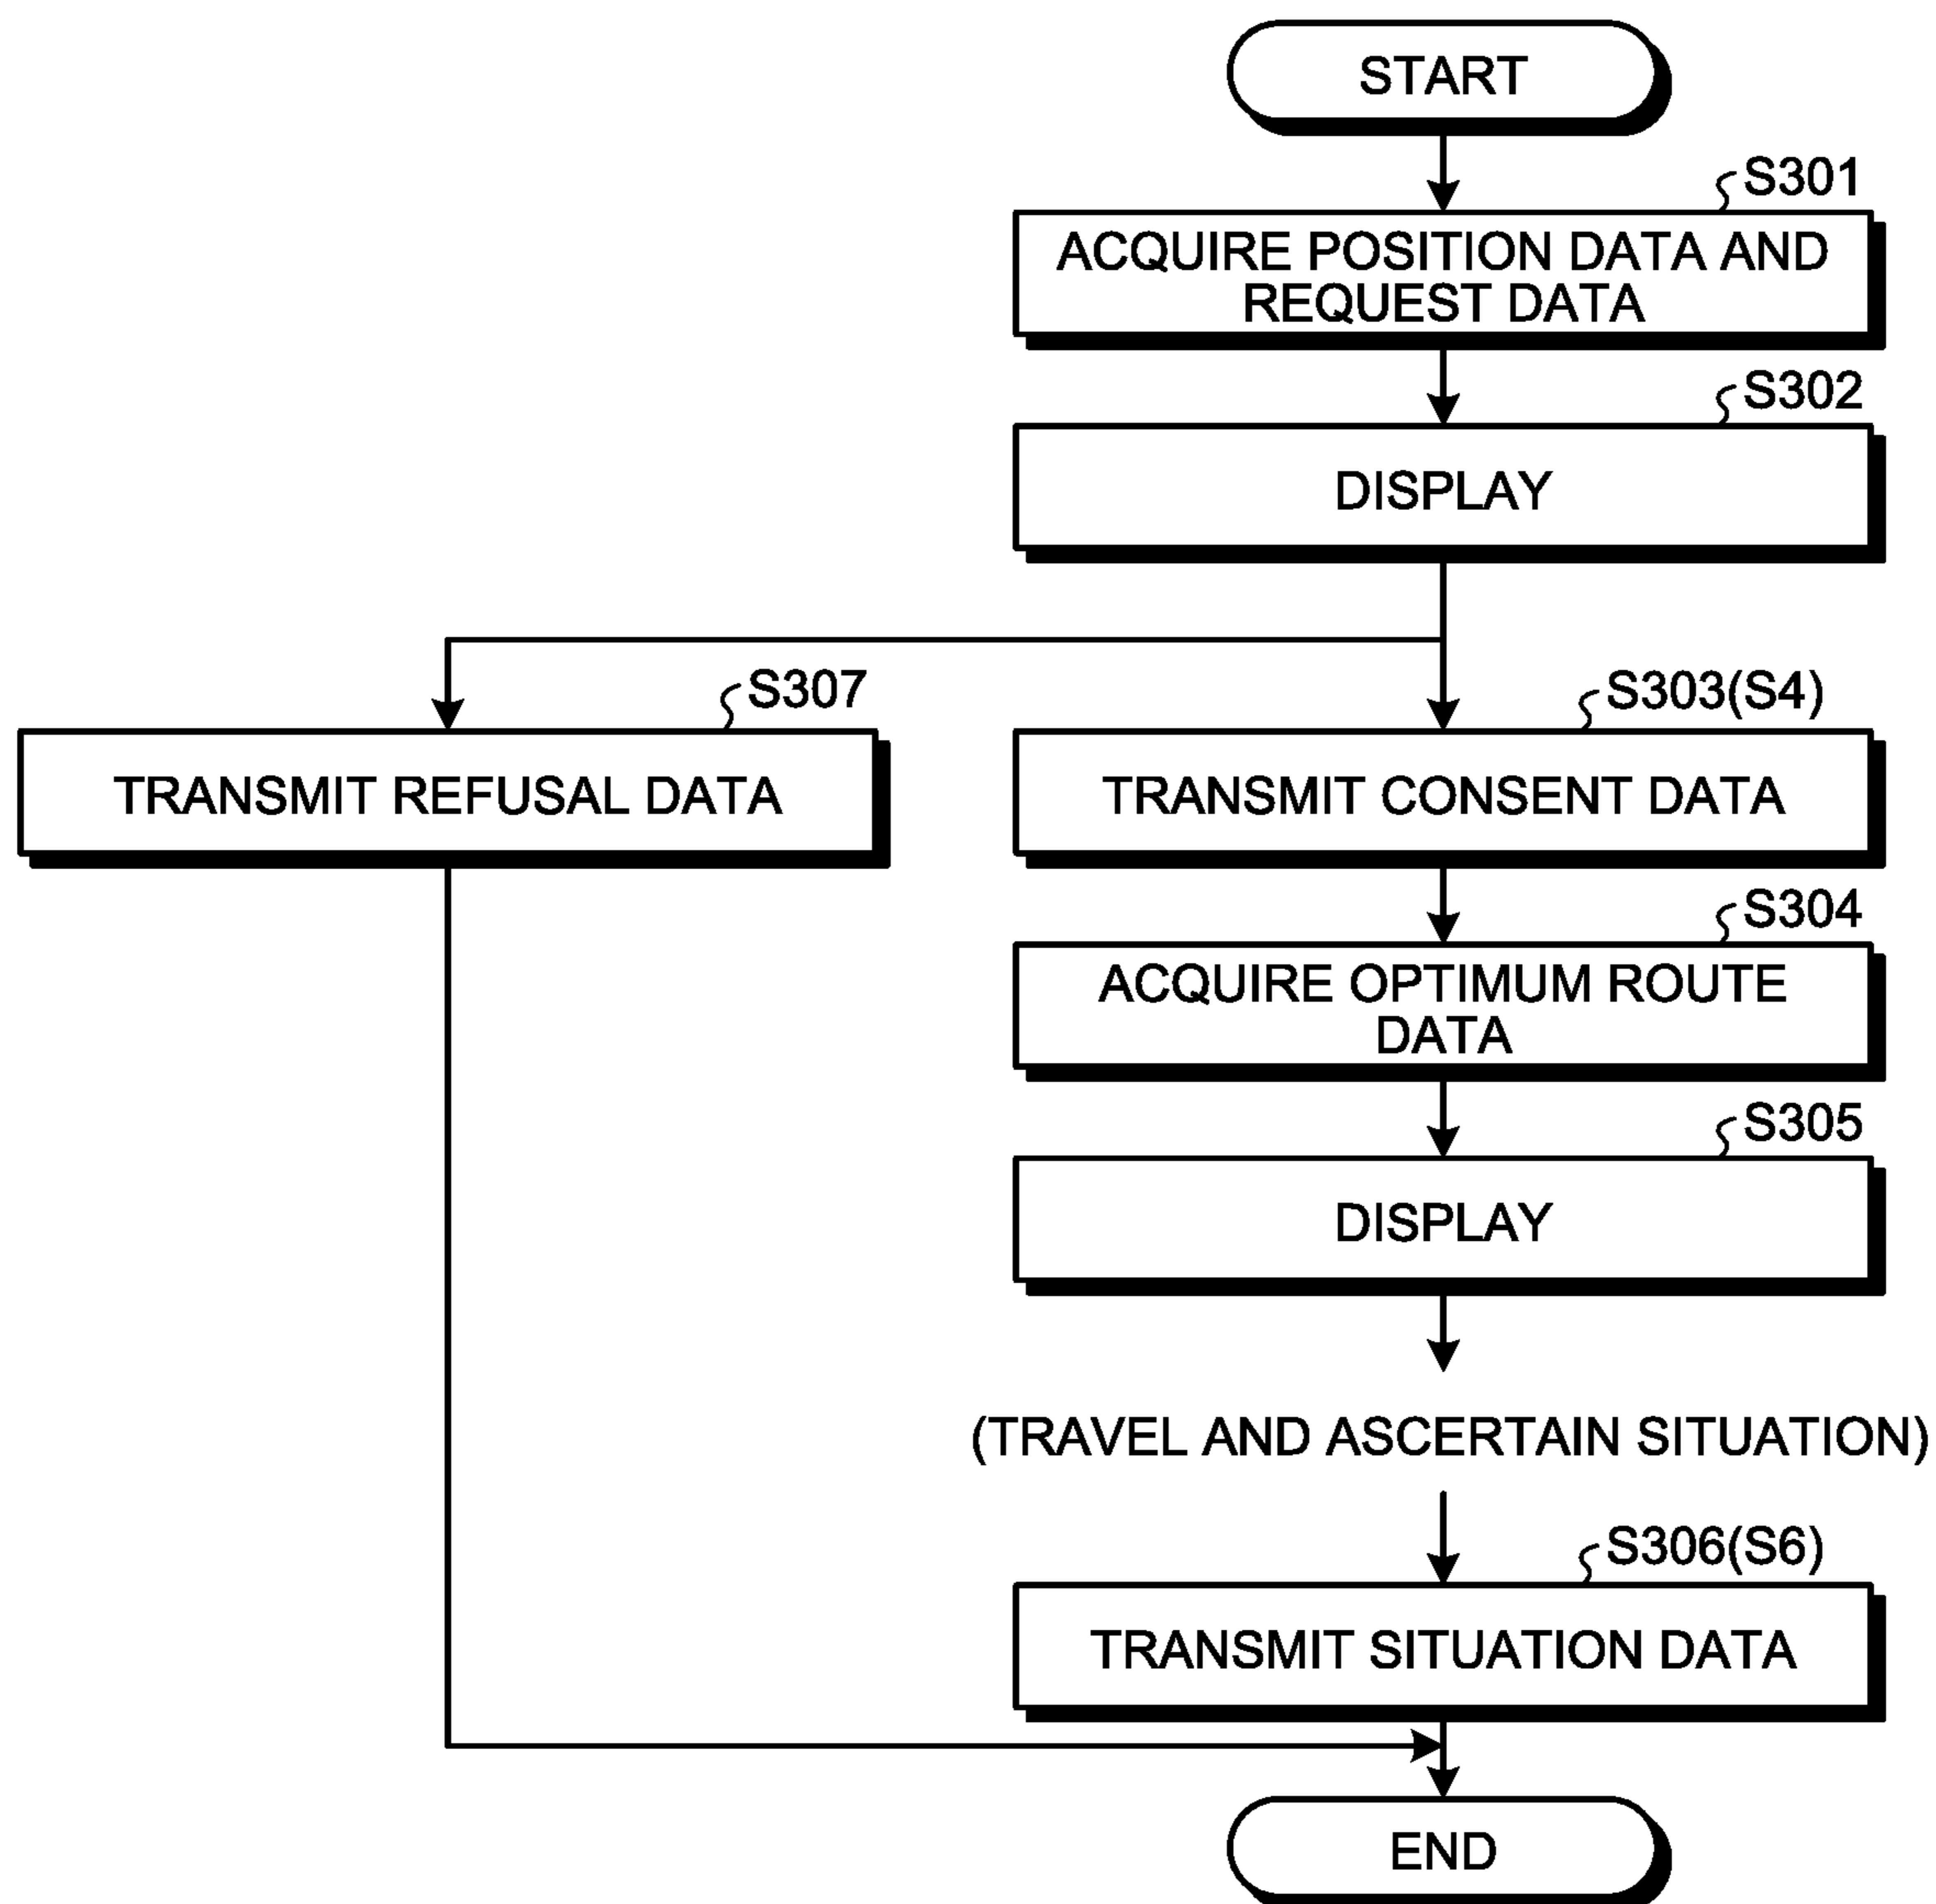 START
S301
ACQUIRE POSITION DATA AND
REQUEST DATA
S302
DISPLAY
S307
TRANSMIT REFUSAL DATA
S303(S4)
TRANSMIT CONSENT DATA
S304
ACQUIRE OPTIMUM ROUTE
DATA
S305
DISPLAY
(TRAVEL AND ASCERTAIN SITUATION)
S306(S6)
TRANSMIT SITUATION DATA
END